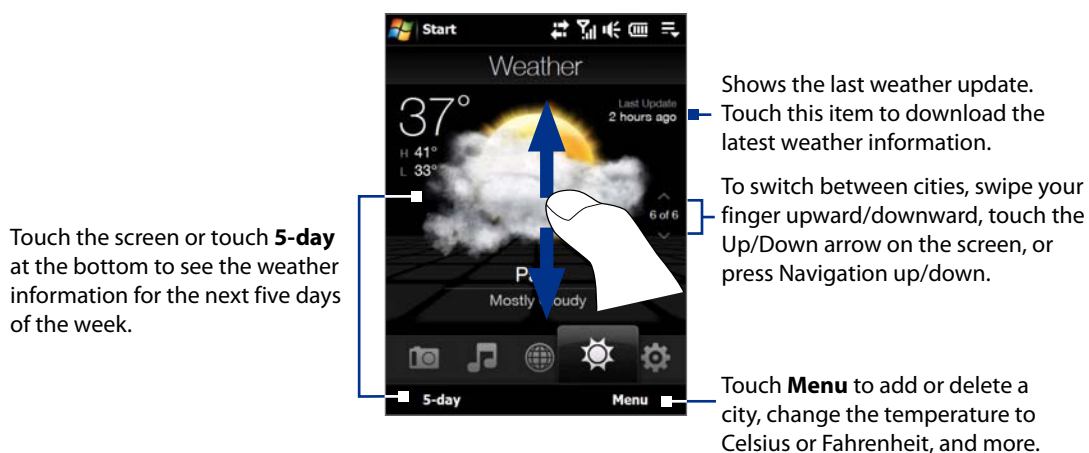 Start
Weather
37°
H 41°
L 33°
Last Update
2 hours ago
6 of 6
Mostly
5-day
Menu
Touch the screen or touch 5-day
at the bottom to see the weather
information for the next five days
of the week.
Shows the last weather update.
Touch this item to download the
latest weather information.
To switch between cities, swipe your
finger upward/downward, touch the
Up/Down arrow on the screen, or
press Navigation up/down.
Touch Menu to add or delete a
city, change the temperature to
Celsius or Fahrenheit, and more.